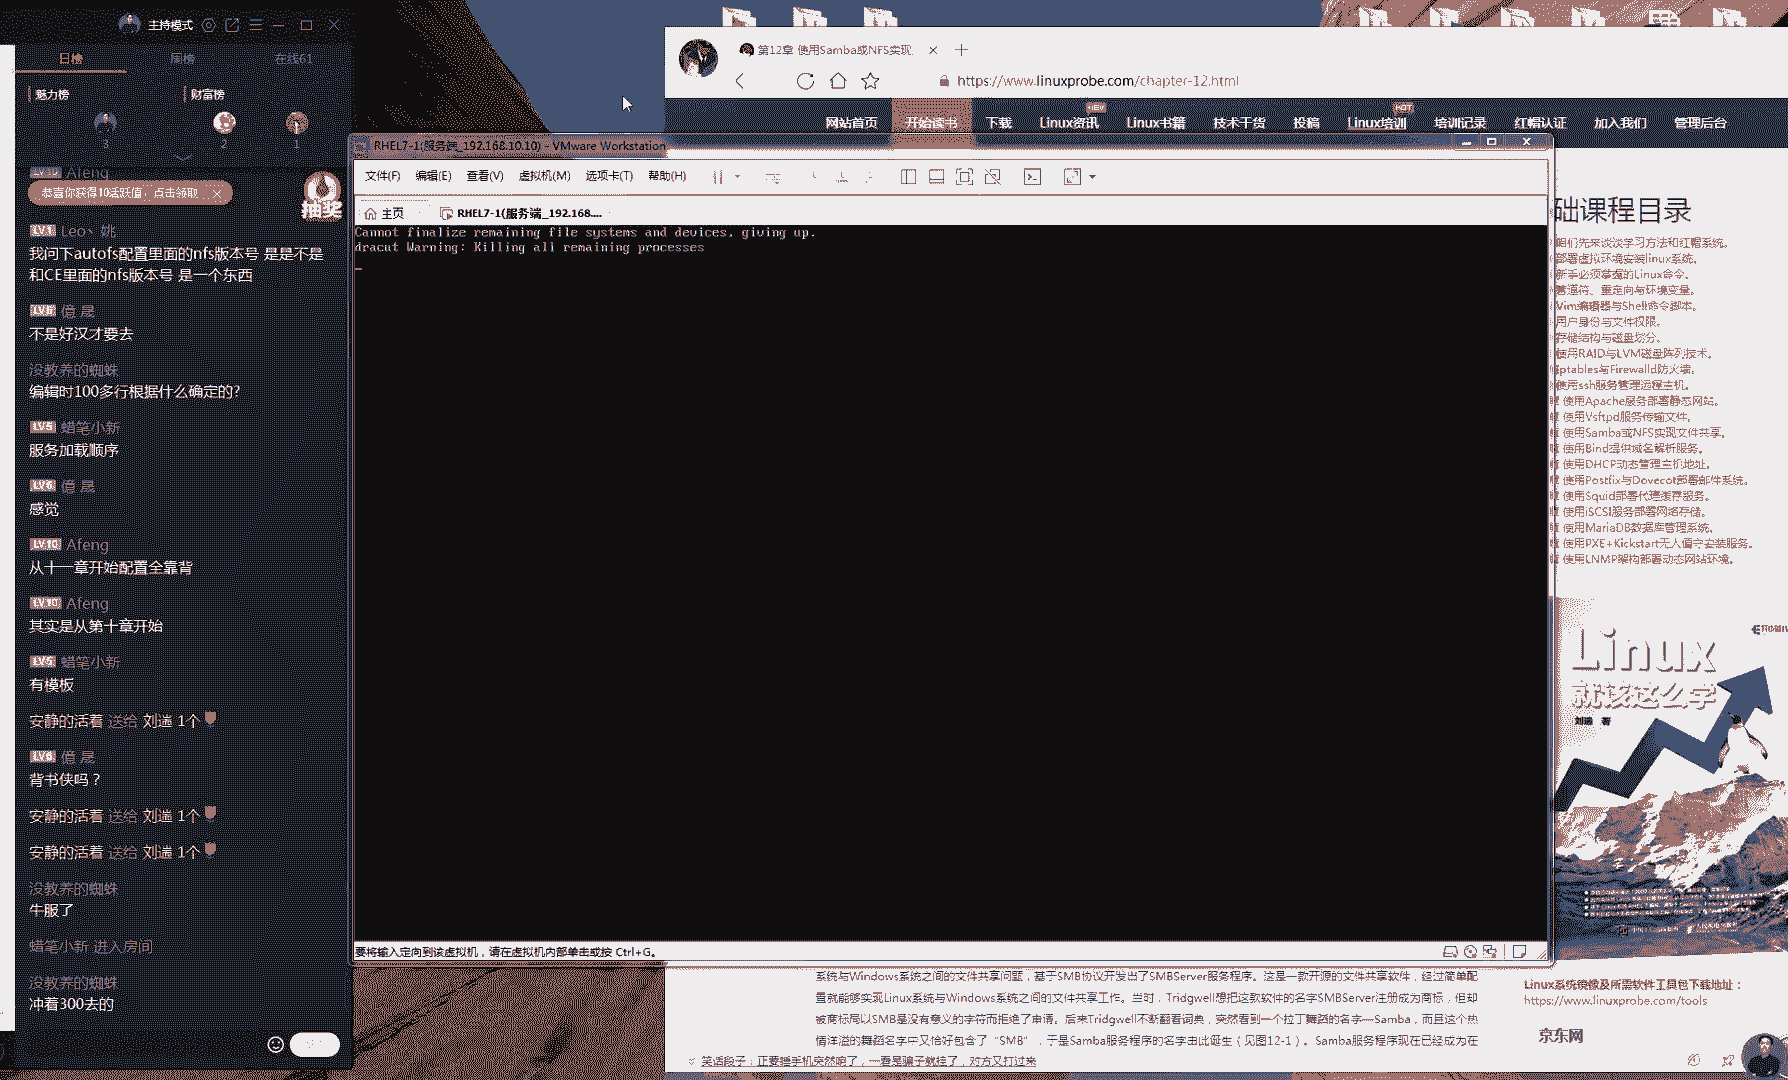 主持模式
日榜
周榜
在线61
魅力榜
财富榜
3
2
1
LV10 Afeng
恭喜你获得10活跃值，点击领取
抽奖
LV1 Leo丶姚
我问下autofs配置里面的nfs版本号 是是不是
和CE里面的nfs版本号 是一个东西
LV6 億 晟
不是好汉才要去
没教养的蜘蛛
编辑时100多行根据什么确定的?
LV5 蜡笔小新
服务加载顺序
LV6 億 晟
感觉
LV10 Afeng
从十一章开始配置全靠背
LV10 Afeng
其实是从第十章开始
LV5 蜡笔小新
有模板
安静的活着 送给 刘遄 1个
LV6 億 晟
背书侠吗？
安静的活着 送给 刘遄 1个
安静的活着 送给 刘遄 1个
没教养的蜘蛛
牛服了
蜡笔小新 进入房间
没教养的蜘蛛
冲着300去的
第12章 使用Samba或NFS实现
https://www.linuxprobe.com/chapter-12.html
网站首页
开始读书
下载
Linux资讯
NEW
Linux书籍
技术干货
投稿
Linux培训
HOT
培训记录
红帽认证
加入我们
管理后台
RHEL7-1(服务端_192.168.10.10) - VMware Workstation
文件(F)
编辑(E)
查看(V)
虚拟机(M)
选项卡(T)
帮助(H)
主页
RHEL7-1(服务端_192.168....
Cannot finalize remaining file systems and devices, giving up.
dracut Warning: Killing all remaining processes
要将输入定向到该虚拟机，请在虚拟机内部单击或按 Ctrl+G。
础课程目录
咱们先来谈谈学习方法和红帽系统。
部署虚拟环境安装linux系统。
新手必须掌握的Linux命令。
管道符、重定向与环境变量。
Vim编辑器与Shell命令脚本。
用户身份与文件权限。
存储结构与磁盘划分。
使用RAID与LVM磁盘阵列技术。
Iptables与Firewalld防火墙。
使用ssh服务管理远程主机。
使用Apache服务部署静态网站。
使用Vsftpd服务传输文件。
使用Samba或NFS实现文件共享。
使用Bind提供域名解析服务。
使用DHCP动态管理主机地址。
使用Postfix与Dovecot部署邮件系统。
使用Squid部署代理缓存服务。
使用iSCSI服务部署网络存储。
使用MariaDB数据库管理系统。
使用PXE+Kickstart无人值守安装服务。
使用LNMP架构部署动态网站环境。
Linux
就该这么学
刘遄 著
系统与Windows系统之间的文件共享问题，基于SMB协议开发出了SMBServer服务程序。这是一款开源的文件共享软件，经过简单配
置就能够实现Linux系统与Windows系统之间的文件共享工作。当时，Tridgwell想把这款软件的名字SMBServer注册成为商标，但却
被商标局以SMB是没有意义的字符而拒绝了申请。后来Tridgwell不断翻看词典，突然看到一个拉丁舞蹈的名字—Samba，而且这个热
情洋溢的舞蹈名字中又恰好包含了“SMB”，于是Samba服务程序的名字由此诞生（见图12-1）。Samba服务程序现在已经成为在
笑话段子：正要睡手机突然响了，一看是骗子就挂了，对方又打过来
Linux系统镜像及所需软件工具包下载地址：
https://www.linuxprobe.com/tools
京东网